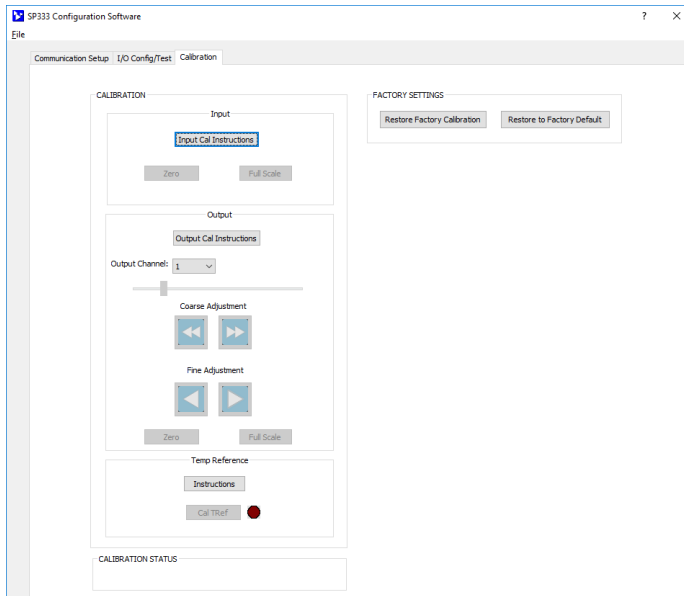 SP333 Configuration Software
?
File
Communication Setup I/O Config/Test Calibration
CALIBRATION
Input
Input Cal Instructions
Zero Full Scale
Output
Output Cal Instructions
Output Channel: 1
Coarse Adjustment
Fine Adjustment
Zero Full Scale
Temp Reference
Instructions
Cal TRef
CALIBRATION STATUS
FACTORY SETTINGS
Restore Factory Calibration Restore to Factory Default